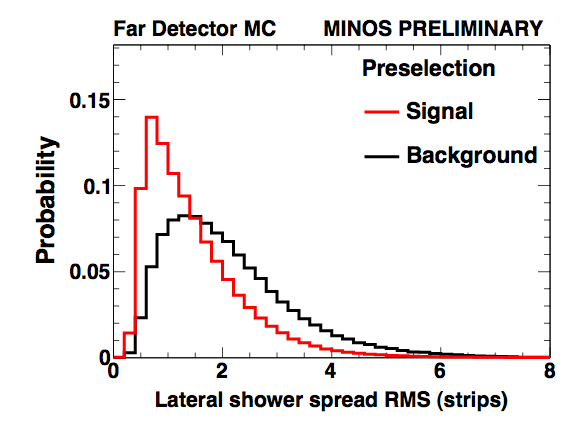 Far Detector MC MINOS PRELIMINARY
Preselection
Signal
Background
Probability
0.15
0.1
0.05
0
0 2 4 6 8
Lateral shower spread RMS (strips)